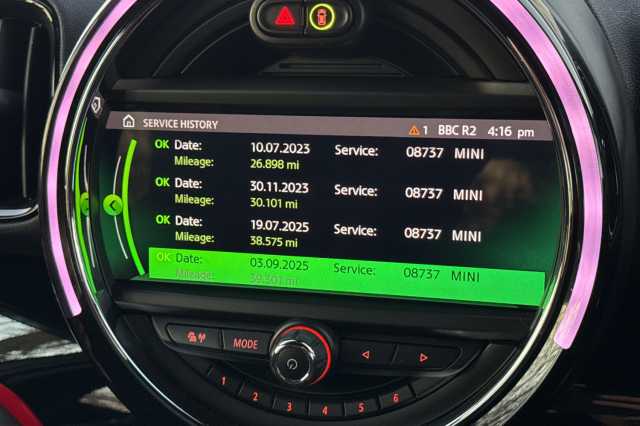 SERVICE HISTORY 1 BBC R2 4:16 pm
OK Date: 10.07.2023 Service: 08737 MINI
Mileage: 26.898 mi
OK Date: 30.11.2023 Service: 08737 MINI
Mileage: 30.101 mi
OK Date: 19.07.2025 Service: 08737 MINI
Mileage: 38.575 mi
OK Date: 03.09.2025 Service: 08737 MINI
Mileage: 39.301 mi
MODE
1 2 3 4 5 6